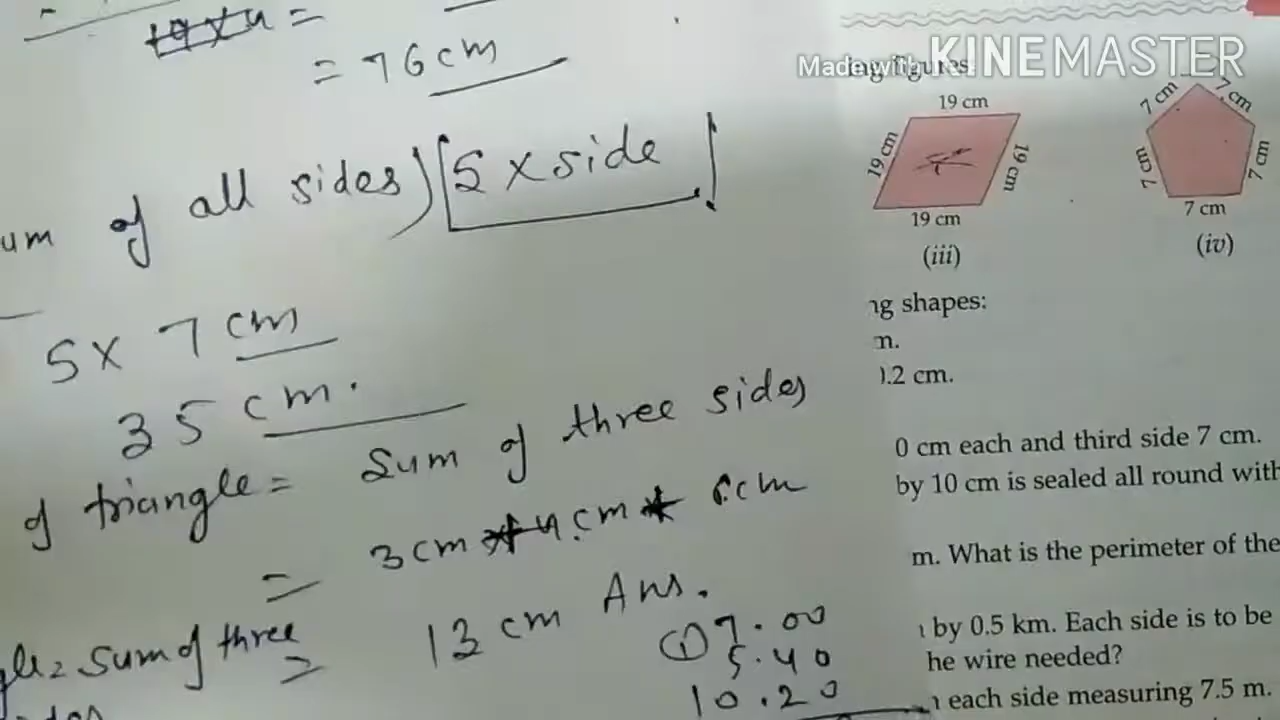 =
= 76 cm
um of all sides) 5 x side
5 x 7 cm
35 cm.
of triangle = Sum of three sides
= 3 cm + 4 cm + 6 cm
13 cm Ans.
gle = Sum of three
=
① 7.00
5.40
10.20
Made with KINEMASTER
ing figures.
19 cm
19 cm
19 cm
19 cm
(iii)
7 cm
7 cm
7 cm
7 cm
7 cm
(iv)
ng shapes:
n.
0.2 cm.
0 cm each and third side 7 cm.
by 10 cm is sealed all round with
m. What is the perimeter of the
by 0.5 km. Each side is to be
he wire needed?
each side measuring 7.5 m.